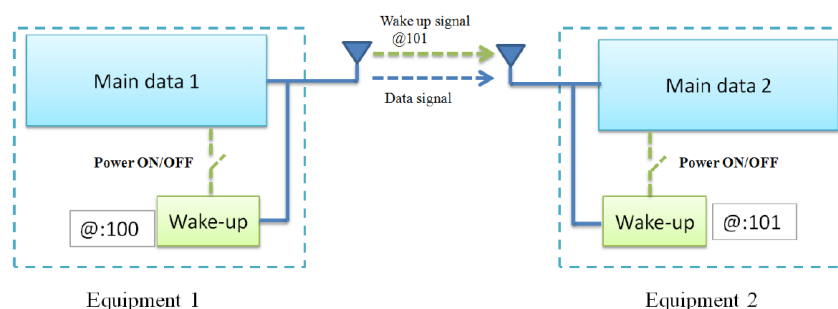 Wake up signal
@101
Main data 1
Main data 2
Data signal
Power ON/OFF
Power ON/OFF
@:100
Wake-up
Wake-up
@:101
Equipment 1
Equipment 2